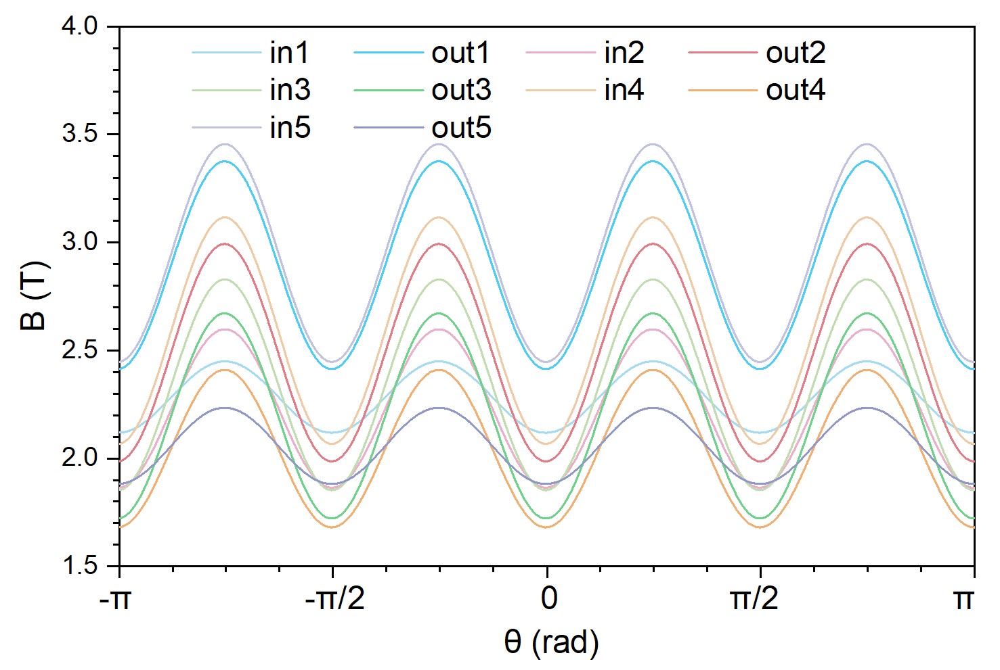 4.0
in1 out1 in2 out2
in3 out3 in4 out4
in5 out5
3.5
3.0
B (T)
2.5
2.0
1.5
-π -π/2 0 π/2 π
θ (rad)